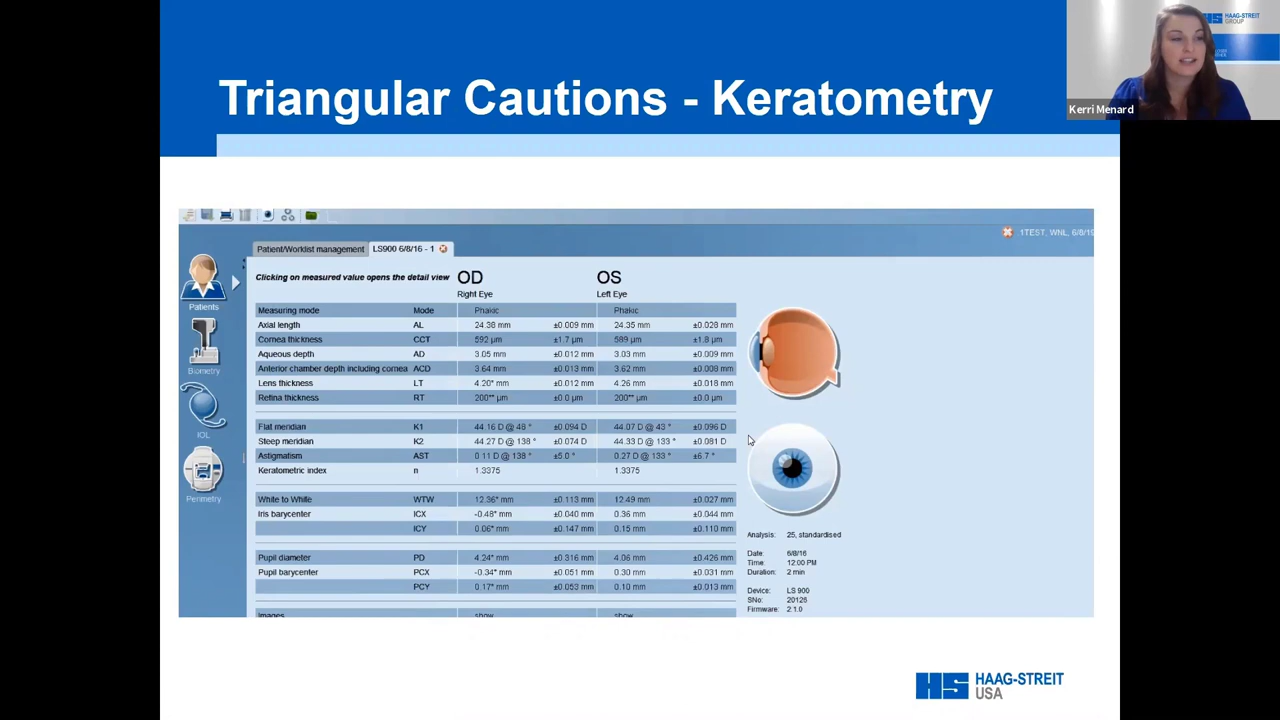 Triangular Cautions - Keratometry
HAAG-STREIT
GROUP
Kerri Menard
1TEST, WNL, 6/8/1
Patient/Worklist management
LS900 6/8/16 - 1
Clicking on measured value opens the detail view
OD
OS
Right Eye
Left Eye
Patients
Biometry
IOL
Perimetry
Measuring mode Mode Phakic Phakic
Axial length AL 24.38 mm ±0.009 mm 24.35 mm ±0.028 mm
Cornea thickness CCT 592 µm ±1.7 µm 589 µm ±1.8 µm
Aqueous depth AD 3.05 mm ±0.012 mm 3.03 mm ±0.009 mm
Anterior chamber depth including cornea ACD 3.64 mm ±0.013 mm 3.62 mm ±0.008 mm
Lens thickness LT 4.20* mm ±0.012 mm 4.26 mm ±0.018 mm
Retina thickness RT 200** µm ±0.0 µm 200** µm ±0.0 µm
Flat meridian K1 44.16 D @ 48 ° ±0.094 D 44.07 D @ 43 ° ±0.096 D
Steep meridian K2 44.27 D @ 138 ° ±0.074 D 44.33 D @ 133 ° ±0.081 D
Astigmatism AST 0.11 D @ 138 ° ±5.0 ° 0.27 D @ 133 ° ±6.7 °
Keratometric index n 1.3375 1.3375
White to White WTW 12.36* mm ±0.113 mm 12.49 mm ±0.027 mm
Iris barycenter ICX -0.48* mm ±0.040 mm 0.36 mm ±0.044 mm
ICY 0.06* mm ±0.147 mm 0.15 mm ±0.110 mm
Pupil diameter PD 4.24* mm ±0.316 mm 4.06 mm ±0.426 mm
Pupil barycenter PCX -0.34* mm ±0.051 mm 0.30 mm ±0.031 mm
PCY 0.17* mm ±0.053 mm 0.10 mm ±0.013 mm
Images show show
Analysis: 25, standardised
Date: 6/8/16
Time: 12:00 PM
Duration: 2 min
Device: LS 900
SNo: 20126
Firmware: 2.1.0
HS HAAG-STREIT
USA